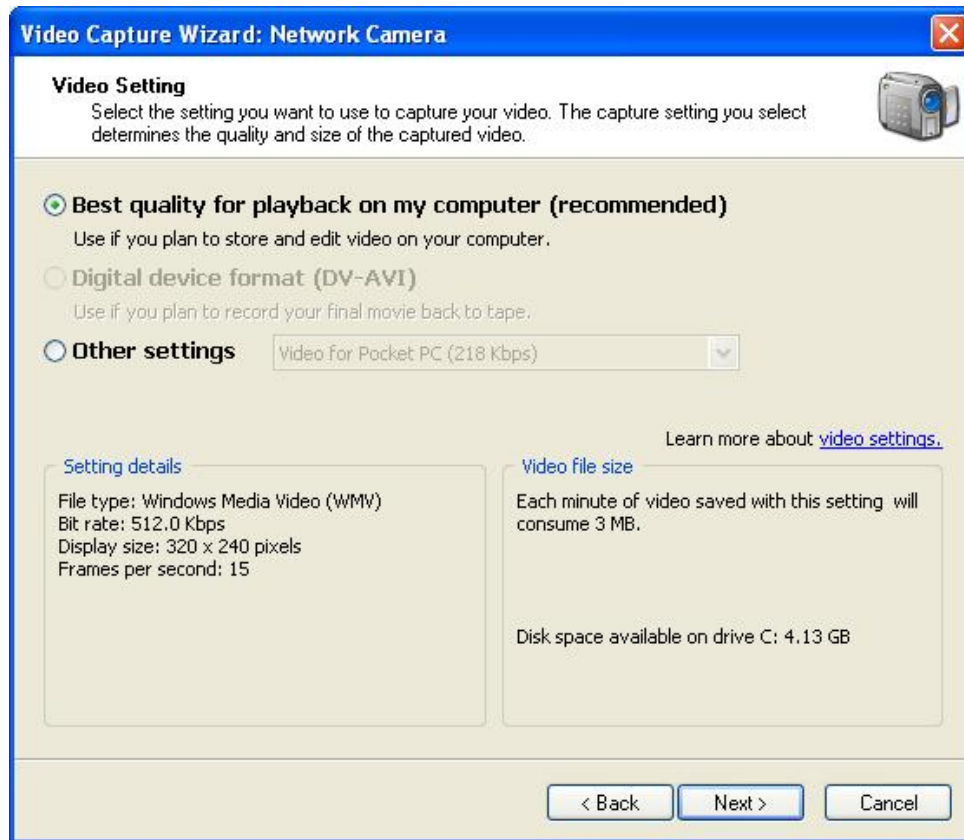 Video Capture Wizard: Network Camera
Video Setting
Select the setting you want to use to capture your video. The capture setting you select
determines the quality and size of the captured video.
Best quality for playback on my computer (recommended)
Use if you plan to store and edit video on your computer.
Digital device format (DV-AVI)
Use if you plan to record your final movie back to tape.
Other settings
Video for Pocket PC (218 Kbps)
Learn more about video settings.
Setting details
File type: Windows Media Video (WMV)
Bit rate: 512.0 Kbps
Display size: 320 x 240 pixels
Frames per second: 15
Video file size
Each minute of video saved with this setting will
consume 3 MB.
Disk space available on drive C: 4.13 GB
< Back
Next >
Cancel